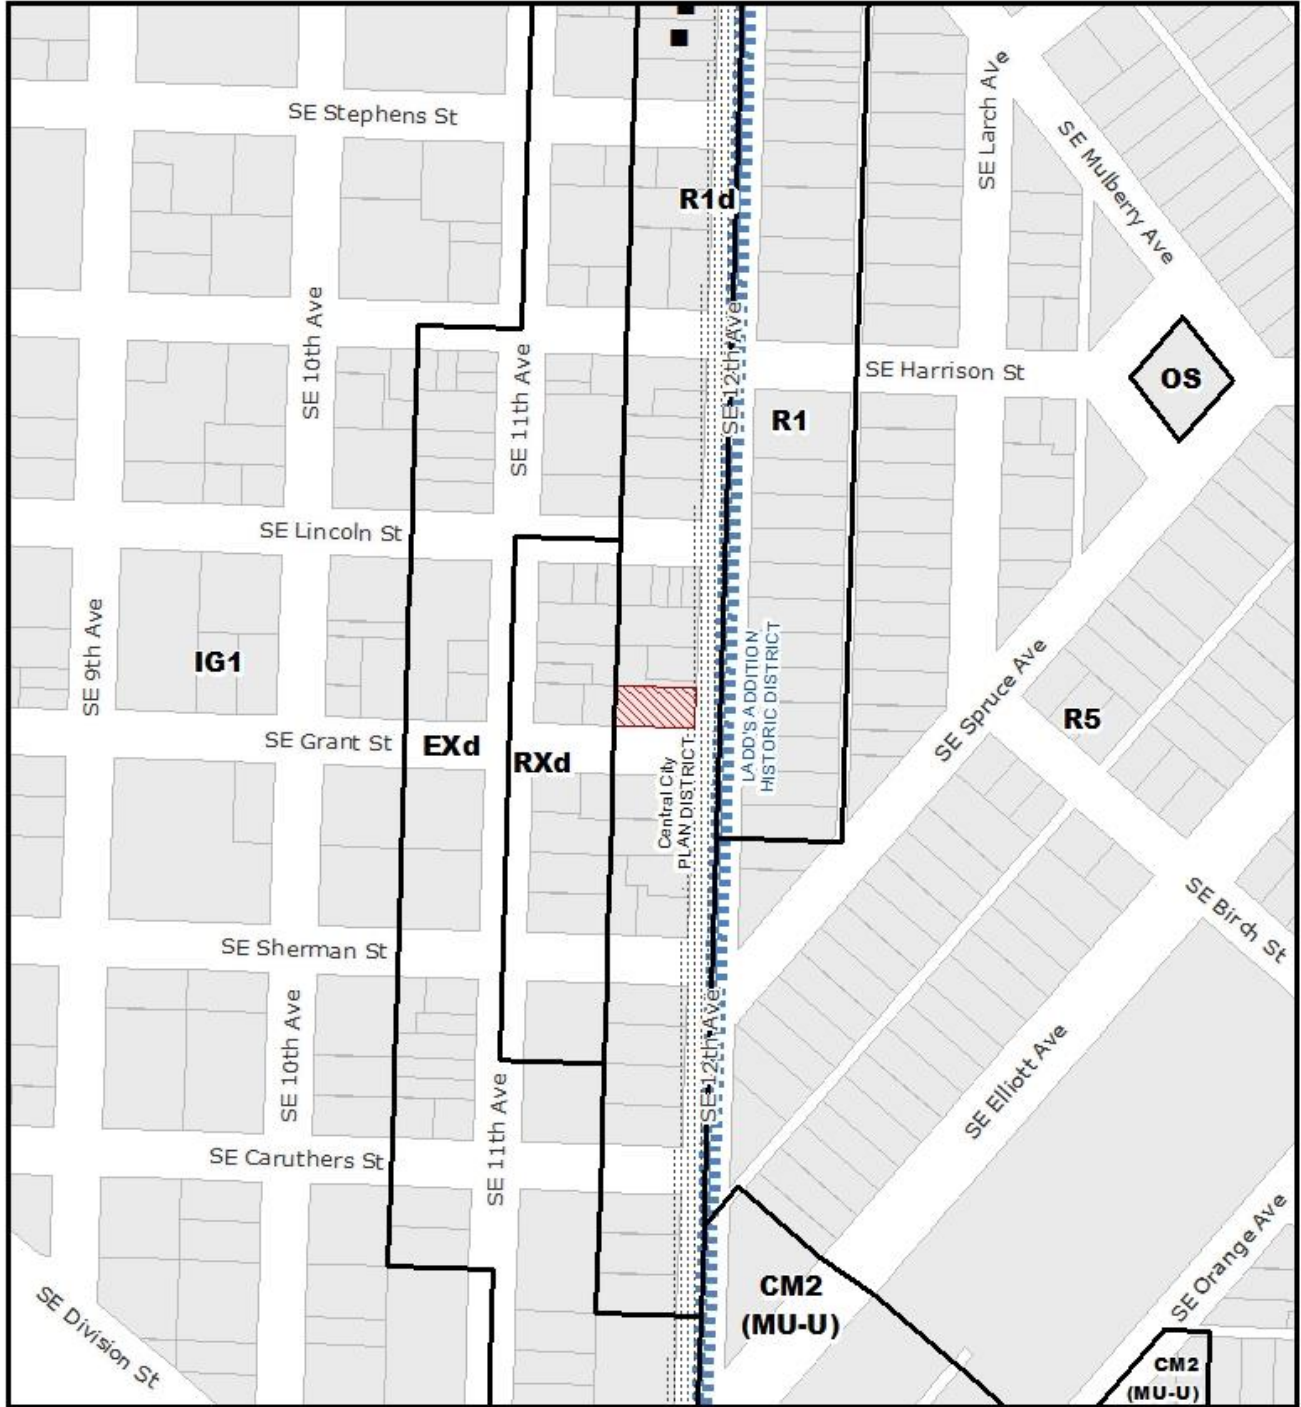 SE Stephens St
SE Larch Ave
SE Mulberry Ave
R1d
SE 10th Ave
SE 11th Ave
SE 12th Ave
SE Harrison St
OS
R1
SE Lincoln St
SE 9th Ave
IG1
LADD'S ADDITION
HISTORIC DISTRICT
SE Spruce Ave
R5
SE Grant St
EXd
RXd
Central City
PLAN DISTRICT
SE Birch St
SE Sherman St
SE 10th Ave
SE 12th Ave
SE Elliott Ave
SE 11th Ave
SE Caruthers St
SE Orange Ave
CM2
(MU-U)
SE Division St
CM2
(MU-U)